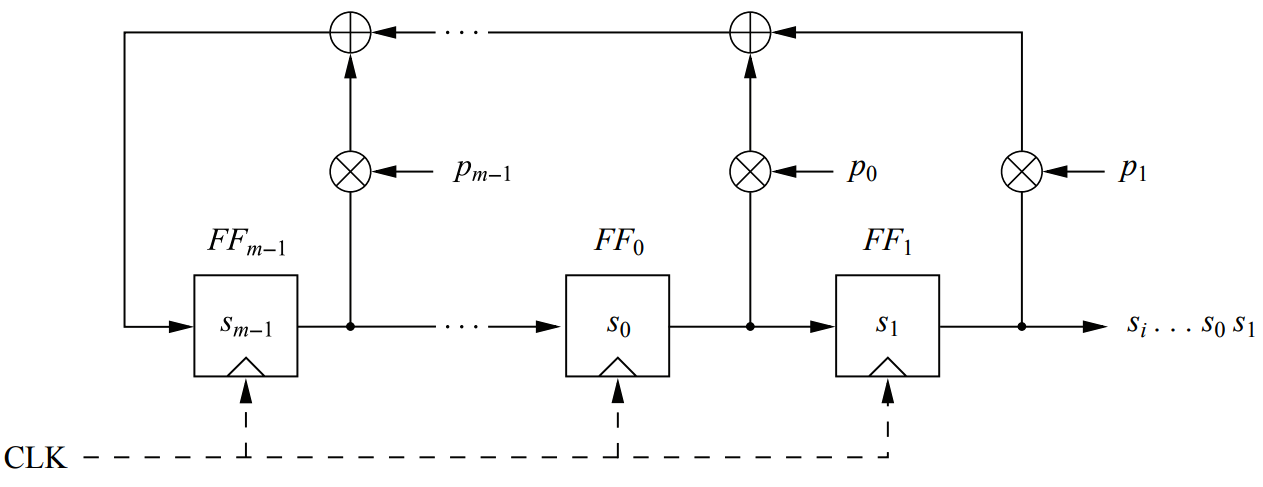 p_{m−1} p_0 p_1
FF_{m−1} FF_0 FF_1
s_{m−1} ··· s_0 s_1 s_i . . . s_0 s_1
CLK